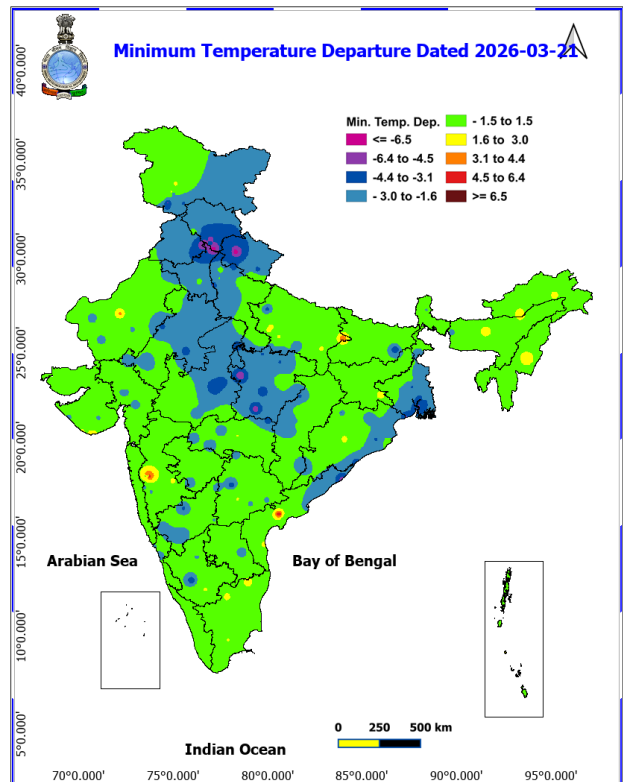 Minimum Temperature Departure Dated 2026-03-21
Min. Temp. Dep.
<= -6.5
-6.4 to -4.5
-4.4 to -3.1
- 3.0 to -1.6
- 1.5 to 1.5
1.6 to 3.0
3.1 to 4.4
4.5 to 6.4
>= 6.5
40°0.000'
35°0.000'
30°0.000'
25°0.000'
20°0.000'
15°0.000'
10°0.000'
5°0.000'
Arabian Sea
Bay of Bengal
Indian Ocean
0 250 500 km
70°0.000' 75°0.000' 80°0.000' 85°0.000' 90°0.000' 95°0.000'